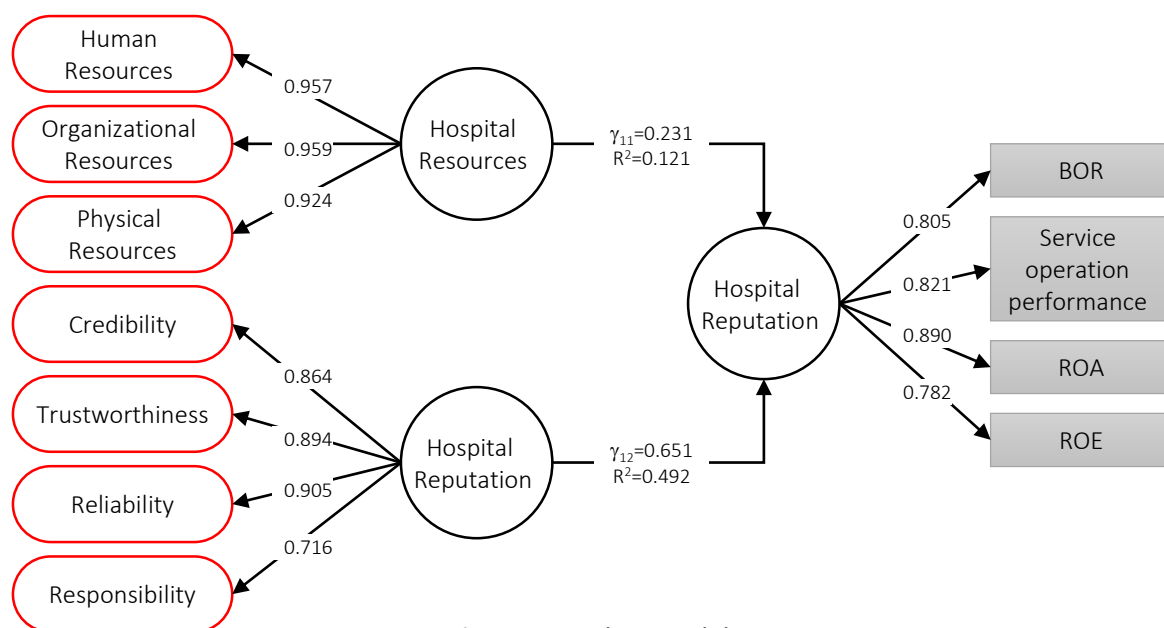 Human
Resources
Organizational
Resources
Physical
Resources
Credibility
Trustworthiness
Reliability
Responsibility
0.957
0.959
0.924
0.864
0.894
0.905
0.716
Hospital
Resources
Hospital
Reputation
γ11=0.231
R²=0.121
γ12=0.651
R²=0.492
Hospital
Reputation
0.805
0.821
0.890
0.782
BOR
Service
operation
performance
ROA
ROE